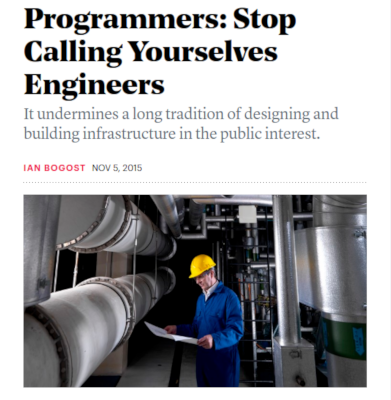 Programmers: Stop
Calling Yourselves
Engineers
It undermines a long tradition of designing and
building infrastructure in the public interest.
IAN BOGOST NOV 5, 2015